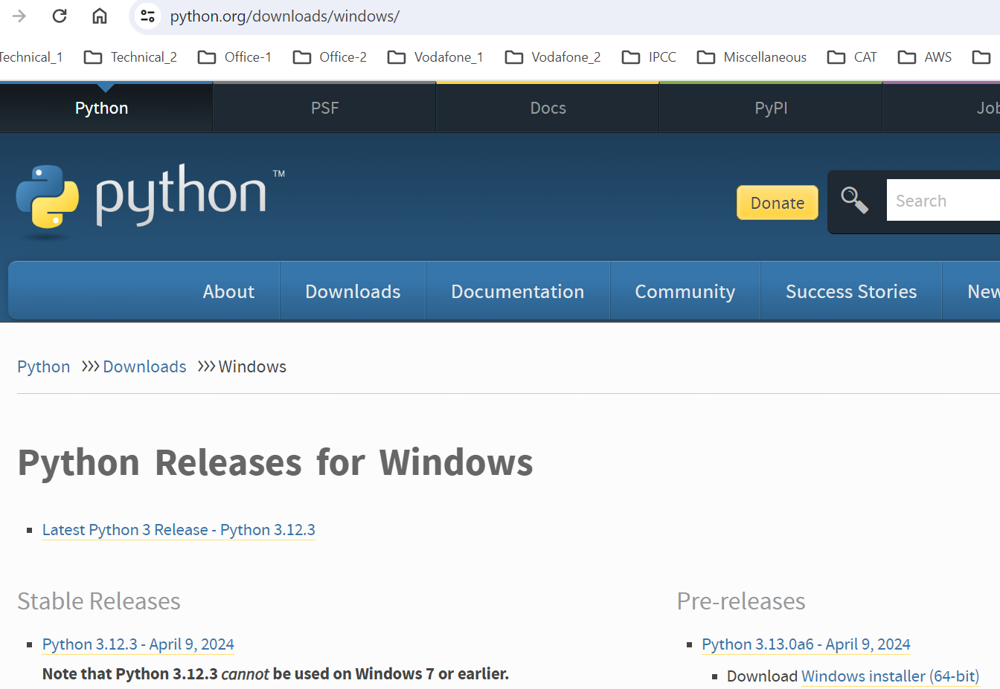 python.org/downloads/windows/
Technical_1 Technical_2 Office-1 Office-2 Vodafone_1 Vodafone_2 IPCC Miscellaneous CAT AWS
Python PSF Docs PyPI Job
python™
Donate Search
About Downloads Documentation Community Success Stories New
Python >>> Downloads >>> Windows
Python Releases for Windows
Latest Python 3 Release - Python 3.12.3
Stable Releases
Python 3.12.3 - April 9, 2024
Note that Python 3.12.3 cannot be used on Windows 7 or earlier.
Pre-releases
Python 3.13.0a6 - April 9, 2024
Download Windows installer (64-bit)